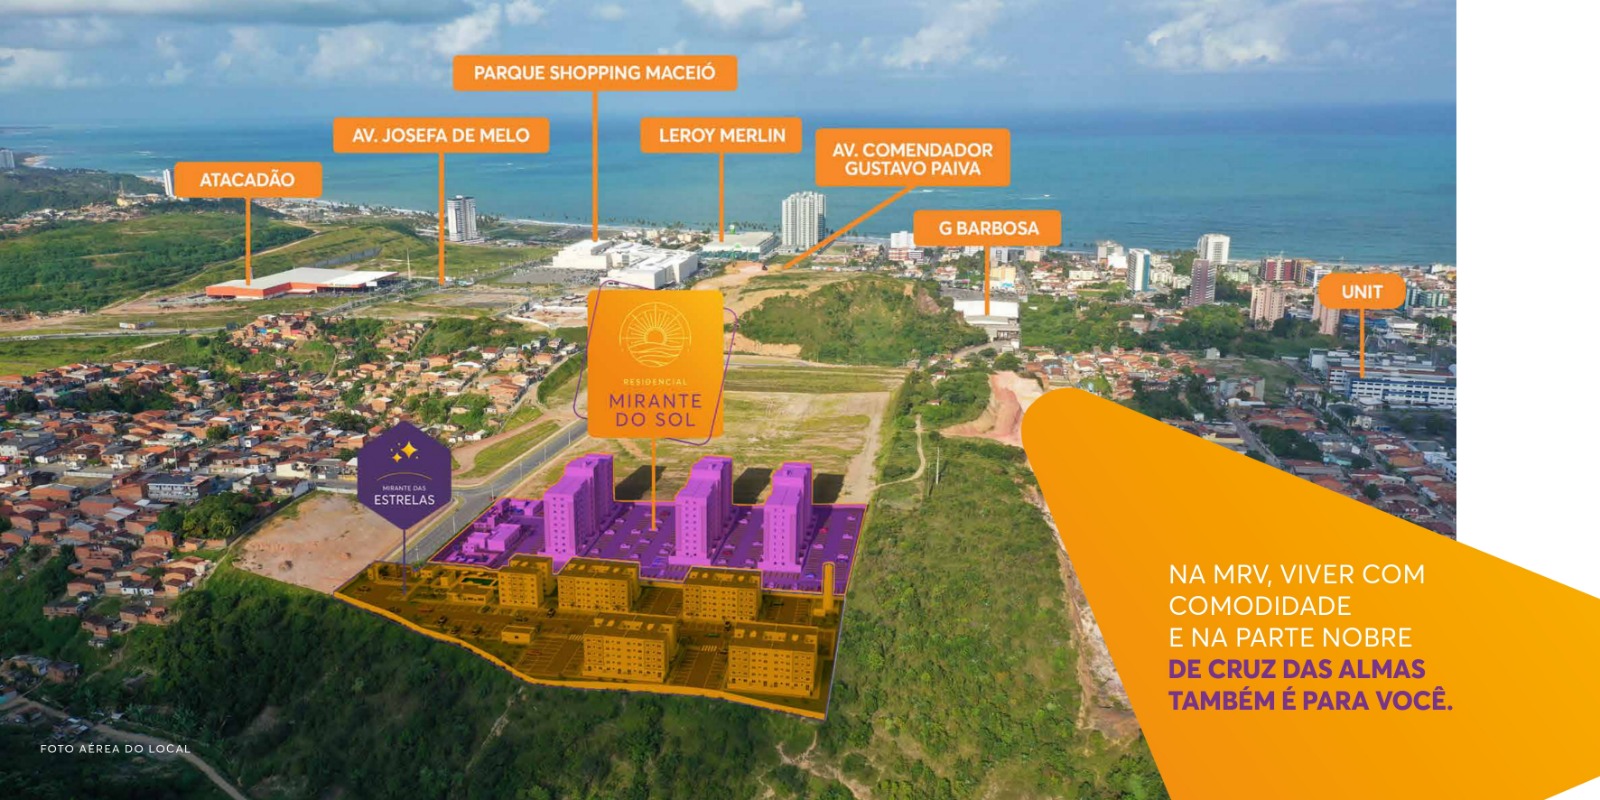 PARQUE SHOPPING MACEIÓ
AV. JOSEFA DE MELO
LEROY MERLIN
AV. COMENDADOR
GUSTAVO PAIVA
ATACADÃO
G BARBOSA
UNIT
RESIDENCIAL
MIRANTE
DO SOL
MIRANTE DAS
ESTRELAS
NA MRV, VIVER COM
COMODIDADE
E NA PARTE NOBRE
DE CRUZ DAS ALMAS
TAMBÉM É PARA VOCÊ.
FOTO AÉREA DO LOCAL